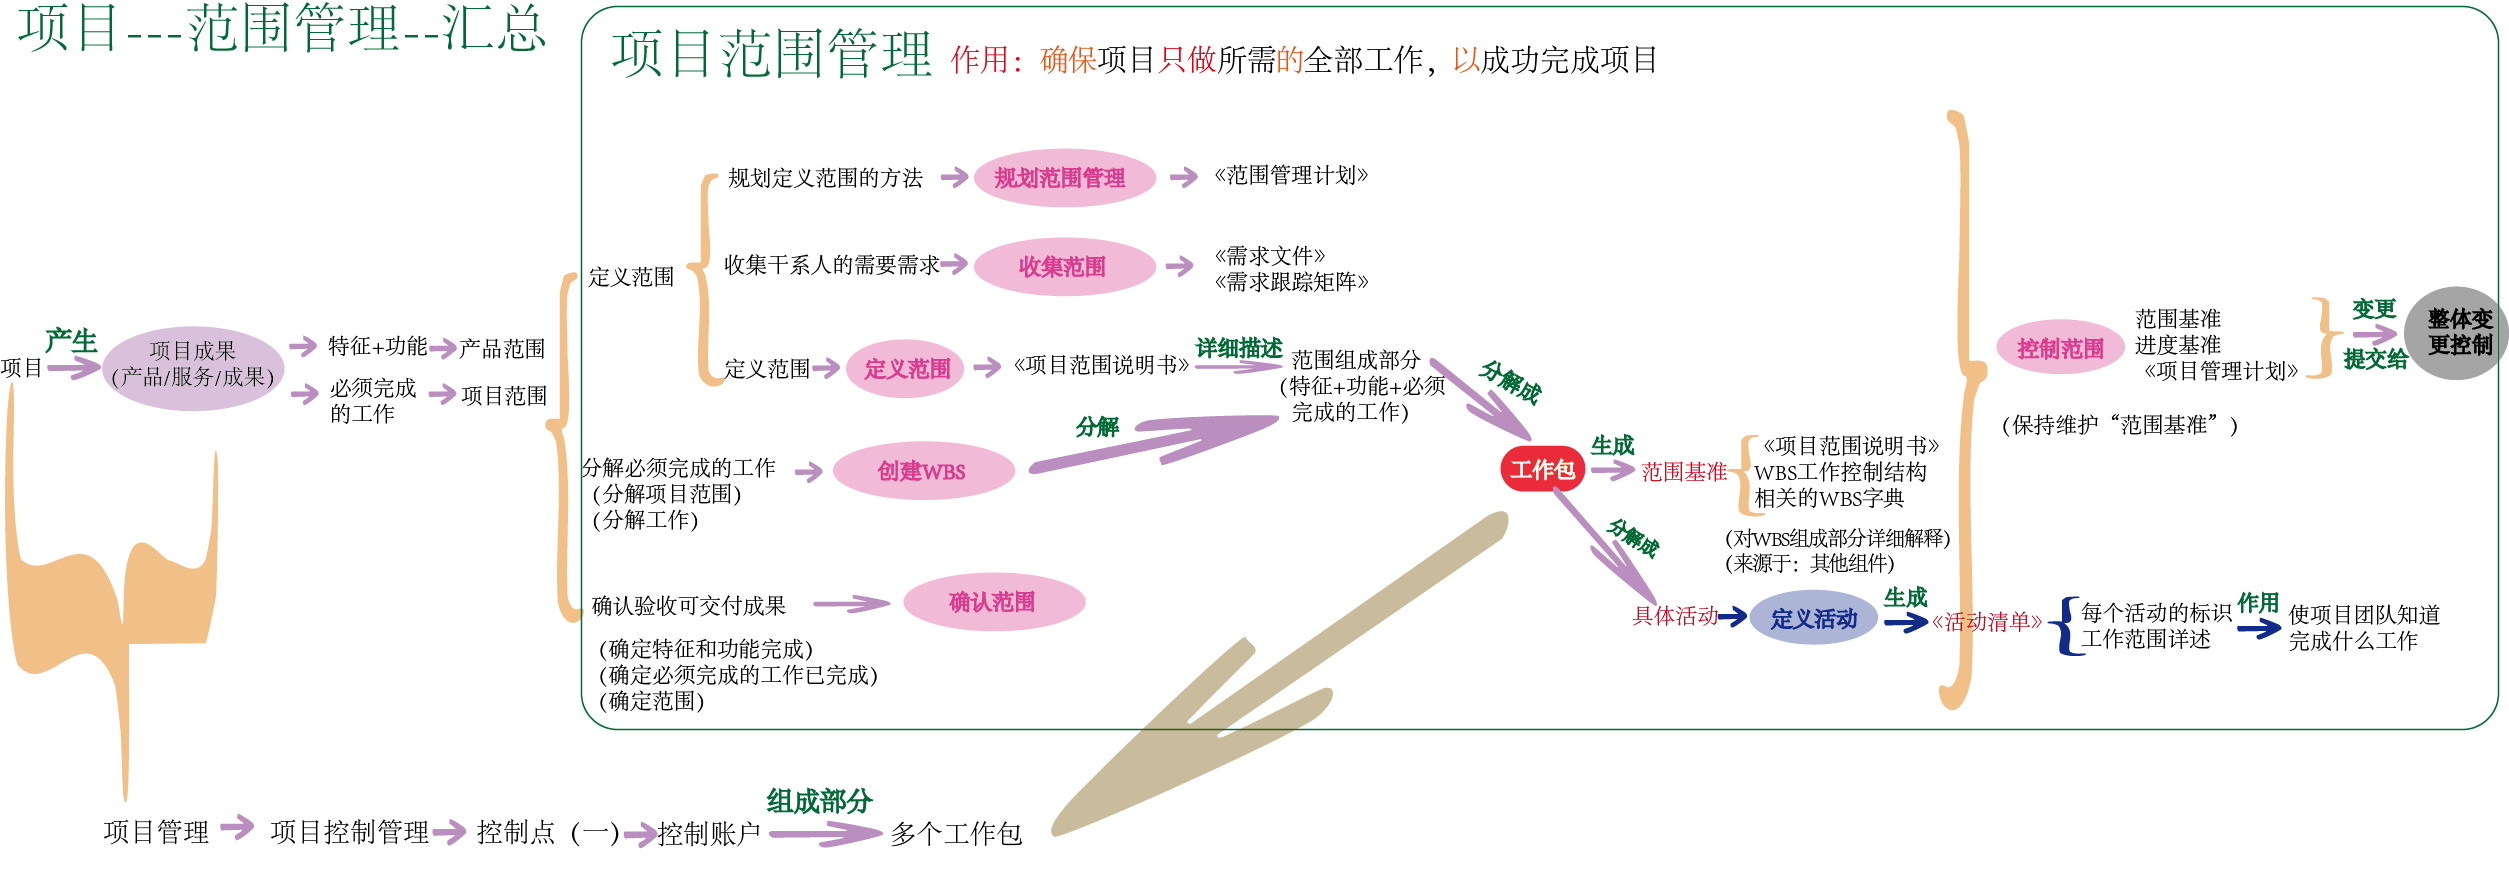 项目---范围管理--汇总
项目范围管理 作用：确保项目只做所需的全部工作，以成功完成项目
规划定义范围的方法
规划范围管理
《范围管理计划》
定义范围
收集干系人的需要需求
收集范围
《需求文件》
《需求跟踪矩阵》
项目
产生
项目成果
(产品/服务/成果)
特征+功能
产品范围
必须完成
的工作
项目范围
定义范围
定义范围
《项目范围说明书》
详细描述
范围组成部分
(特征+功能+必须
完成的工作)
分解成
分解必须完成的工作
(分解项目范围)
(分解工作)
创建WBS
分解
工作包
生成
范围基准
《项目范围说明书》
WBS工作控制结构
相关的WBS字典
(对WBS组成部分详细解释)
(来源于：其他组件)
控制范围
范围基准
进度基准
《项目管理计划》
变更
提交给
整体变
更控制
(保持维护“范围基准”)
确认验收可交付成果
确认范围
(确定特征和功能完成)
(确定必须完成的工作已完成)
(确定范围)
分解成
具体活动
定义活动
生成
《活动清单》
每个活动的标识
工作范围详述
作用
使项目团队知道
完成什么工作
项目管理
项目控制管理
控制点 (一)
控制账户
组成部分
多个工作包